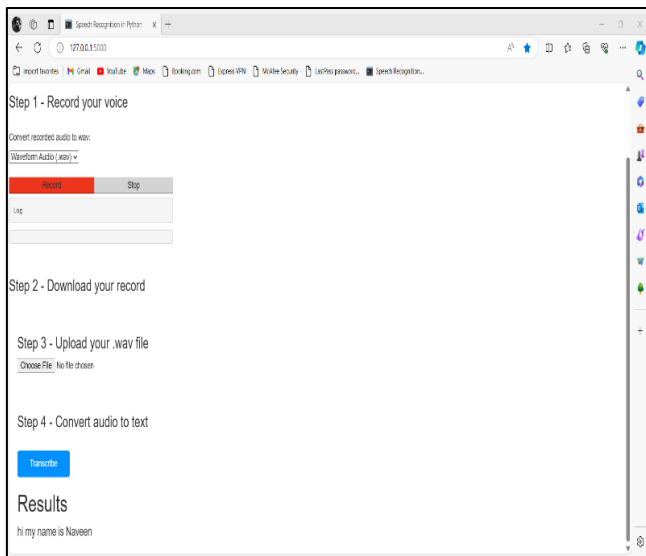 Speech Recognition in Python
127.0.0.1:5000
Import favorites Gmail YouTube Maps Booking.com Express VPN McAfee Security LastPass password... Speech Recognition...
Step 1 - Record your voice
Convert recorded audio to wav:
Waveform Audio (.wav)
Record Stop
Log
Step 2 - Download your record
Step 3 - Upload your .wav file
Choose File No file chosen
Step 4 - Convert audio to text
Transcribe
Results
hi my name is Naveen